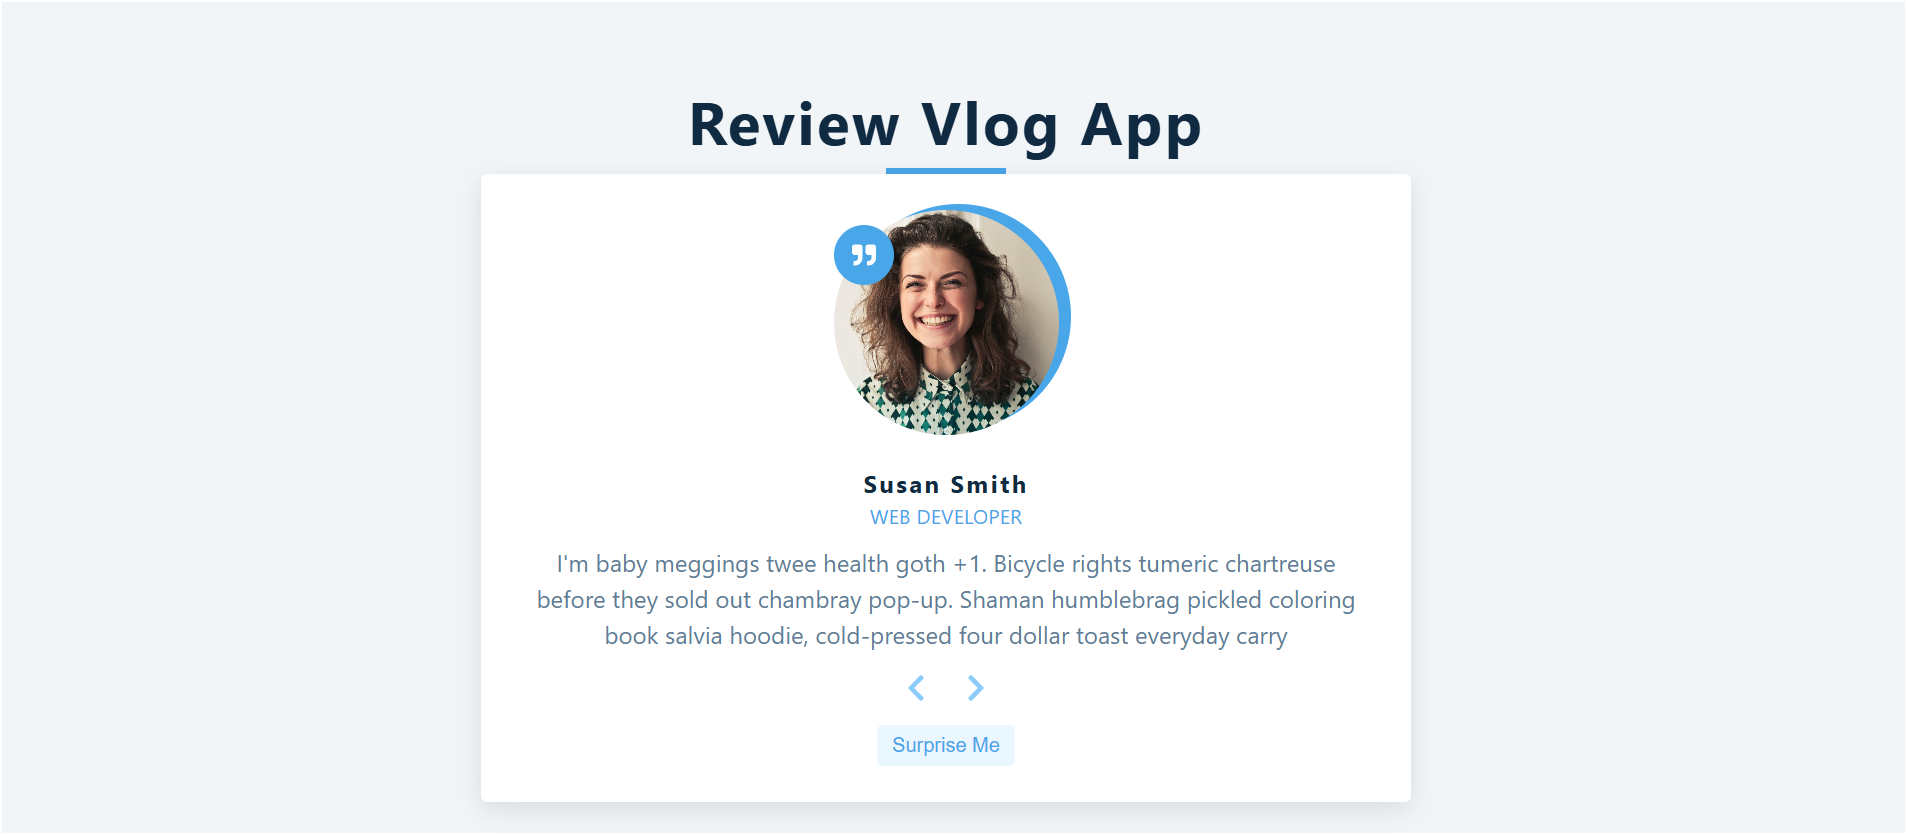 Review Vlog App
Susan Smith
WEB DEVELOPER
I'm baby meggings twee health goth +1. Bicycle rights tumeric chartreuse
before they sold out chambray pop-up. Shaman humblebrag pickled coloring
book salvia hoodie, cold-pressed four dollar toast everyday carry
Surprise Me